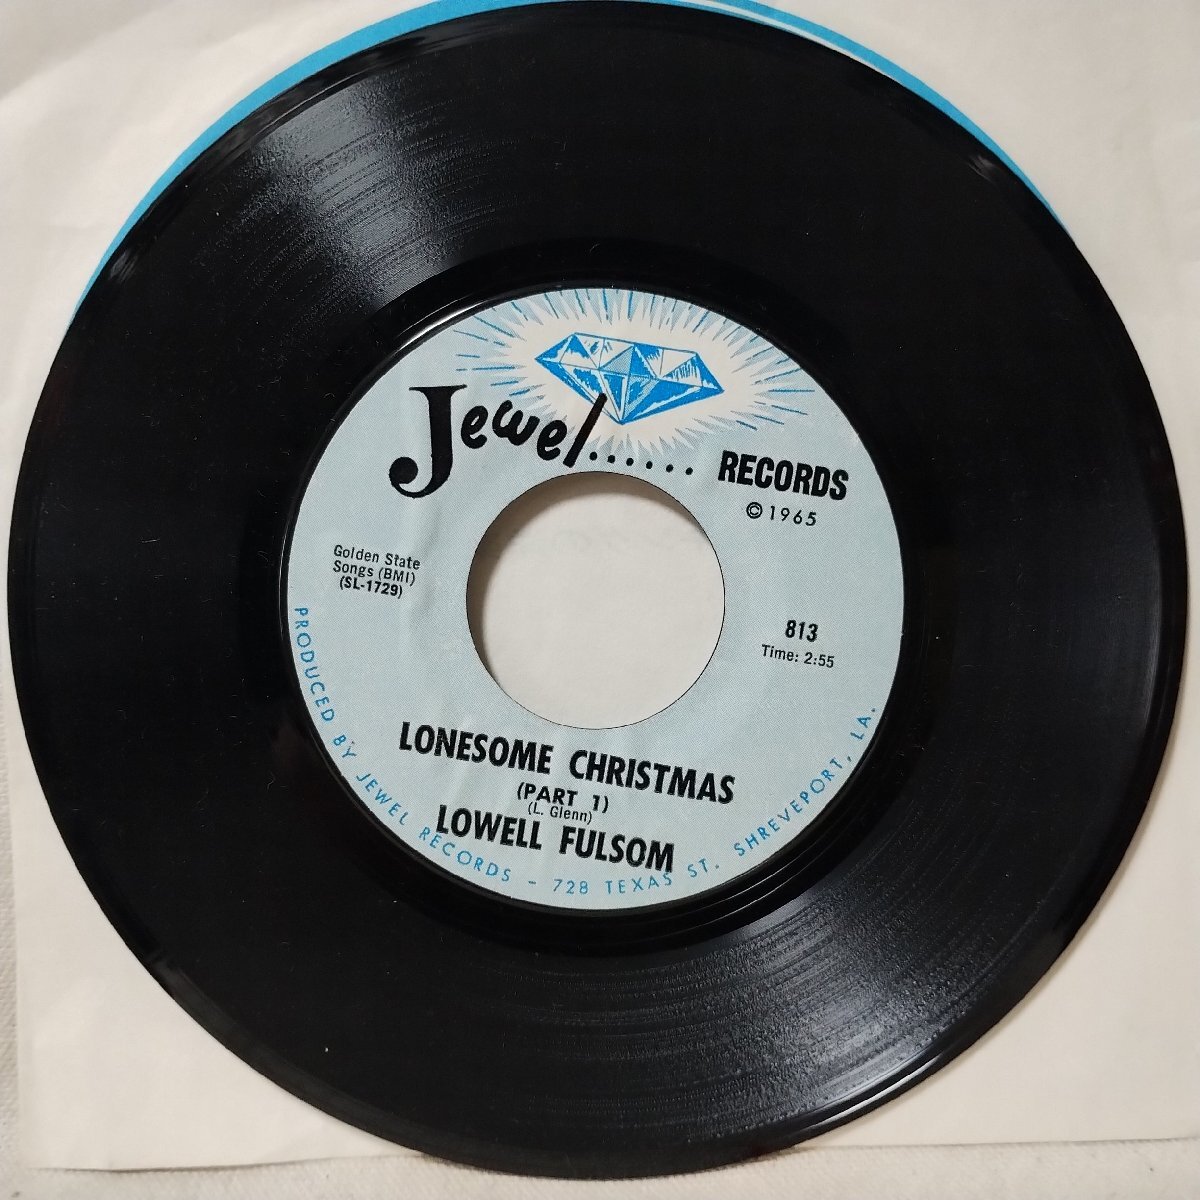 Jewel......
RECORDS
©1965
Golden State
Songs (BMI)
(SL-1729)
813
Time: 2:55
LONESOME CHRISTMAS
(PART 1)
(L. Glenn)
LOWELL FULSOM
PRODUCED BY JEWEL RECORDS - 728 TEXAS ST. SHREVEPORT, LA.